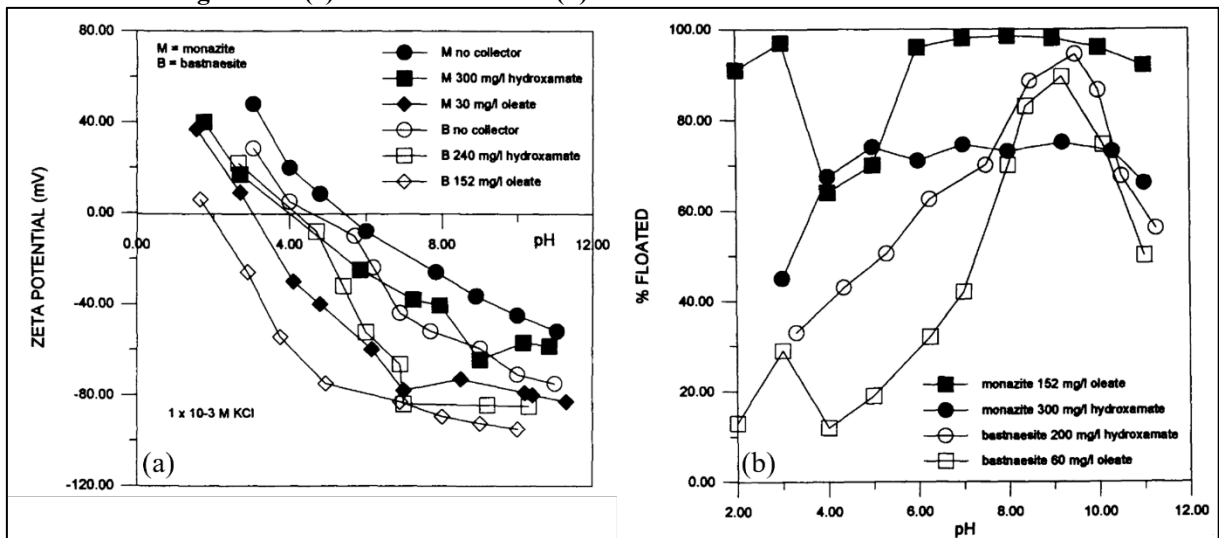 80.00
40.00
0.00
-40.00
-80.00
-120.00
ZETA POTENTIAL (mV)
M = monazite
B = bastnaesite
M no collector
M 300 mg/l hydroxamate
M 30 mg/l oleate
B no collector
B 240 mg/l hydroxamate
B 152 mg/l oleate
0.00 4.00 8.00 12.00
pH
1 x 10-3 M KCl
(a)
100.00
80.00
60.00
40.00
20.00
0.00
% FLOATED
monazite 152 mg/l oleate
monazite 300 mg/l hydroxamate
bastnaesite 200 mg/l hydroxamate
bastnaesite 60 mg/l oleate
(b)
2.00 4.00 6.00 8.00 10.00 12.00
pH